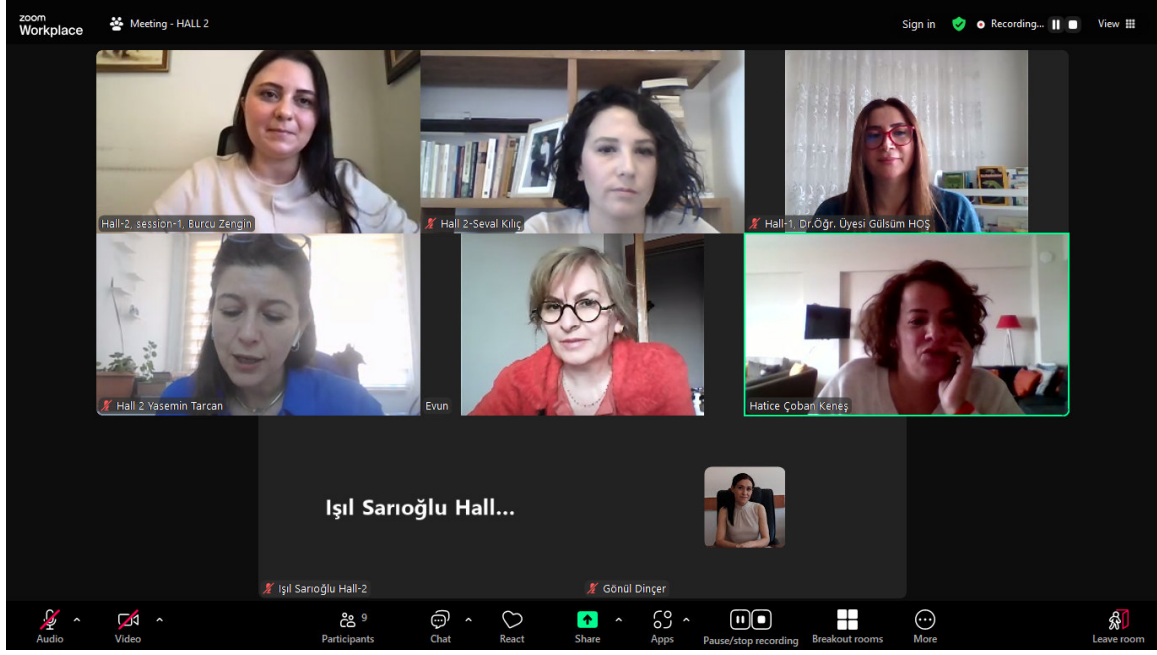 zoom
Workplace
Meeting - HALL 2
Sign in
Recording...
View
Hall-2, session-1, Burcu Zengin
Hall 2-Seval Kılıç
Hall-1, Dr.Öğr. Üyesi Gülsüm HOŞ
Hall 2 Yasemin Tarcan
Evun
Hatice Çoban Keneş
Işıl Sarıoğlu Hall...
Işıl Sarıoğlu Hall-2
Gönül Dinçer
Audio
Video
9
Participants
Chat
React
Share
Apps
Pause/stop recording
Breakout rooms
More
Leave room